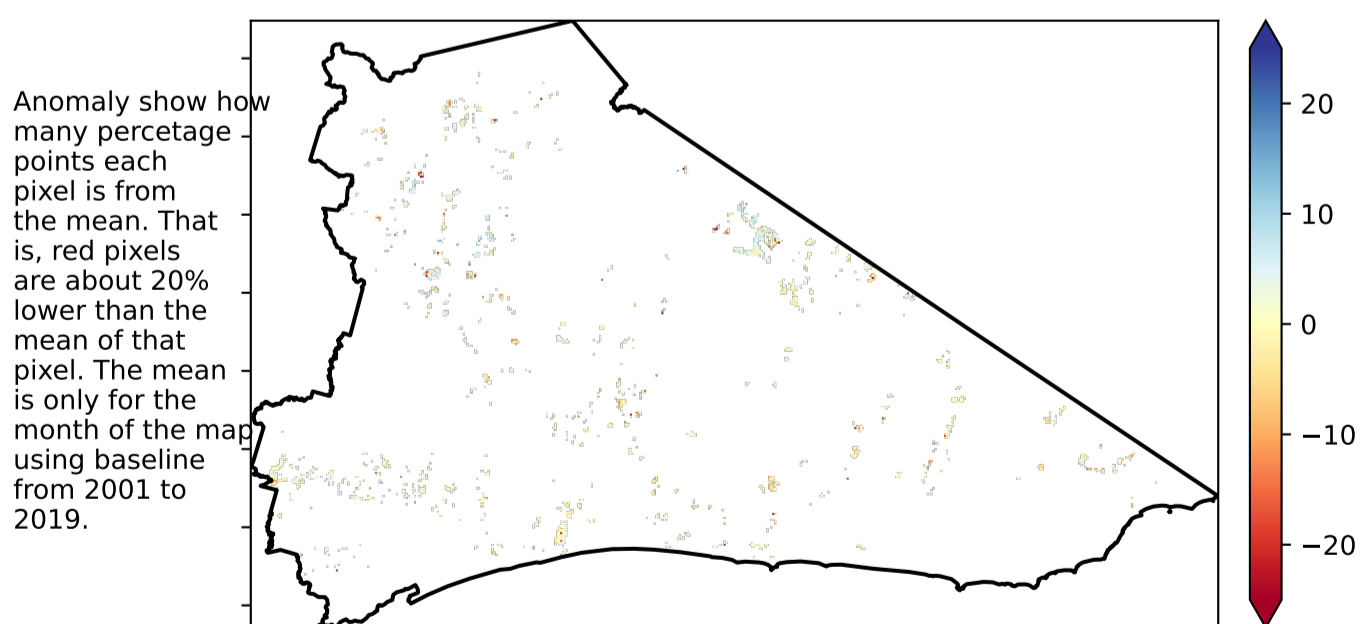 Anomaly show how
many percetage
points each
pixel is from
the mean. That
is, red pixels
are about 20%
lower than the
mean of that
pixel. The mean
is only for the
month of the map
using baseline
from 2001 to
2019.
20
10
0
−10
−20